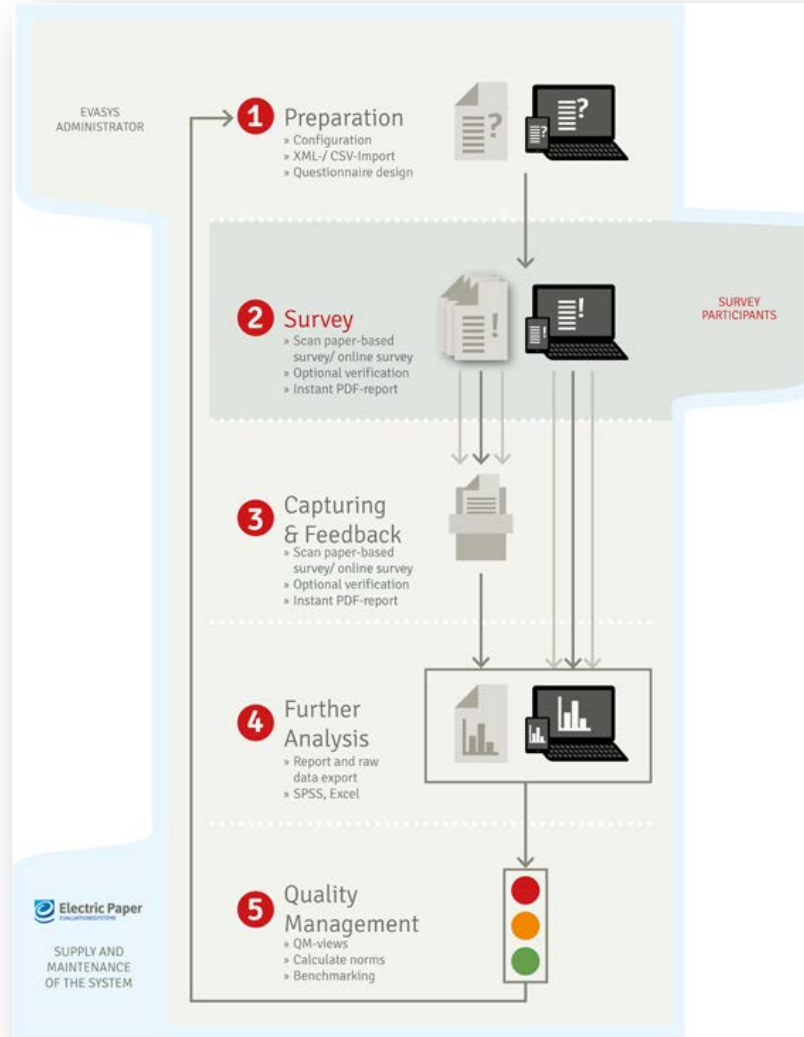 EVASYS
ADMINISTRATOR
1 Preparation
» Configuration
» XML-/ CSV-Import
» Questionnaire design
?
?
?
2 Survey
» Scan paper-based
survey/ online survey
» Optional verification
» Instant PDF-report
!
!
!
SURVEY
PARTICIPANTS
3 Capturing
& Feedback
» Scan paper-based
survey/ online survey
» Optional verification
» Instant PDF-report
4 Further
Analysis
» Report and raw
data export
» SPSS, Excel
5 Quality
Management
» QM-views
» Calculate norms
» Benchmarking
Electric Paper
EVALUATIONSSYSTEME
SUPPLY AND
MAINTENANCE
OF THE SYSTEM